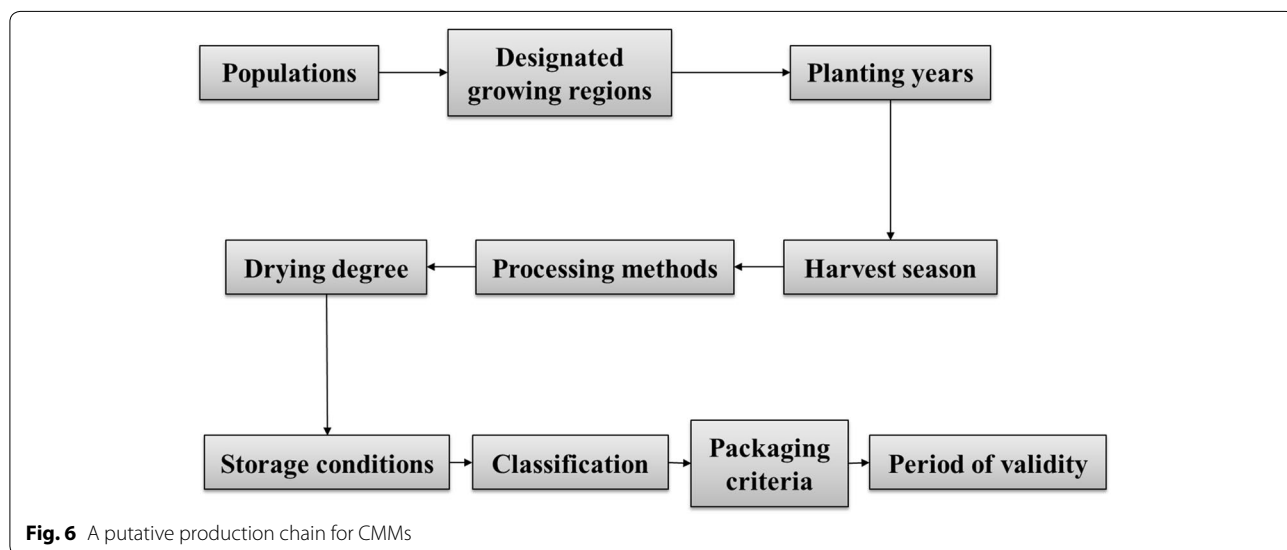 Populations
Designated
growing regions
Planting years
Harvest season
Processing methods
Drying degree
Storage conditions
Classification
Packaging
criteria
Period of validity
Fig. 6 A putative production chain for CMMs